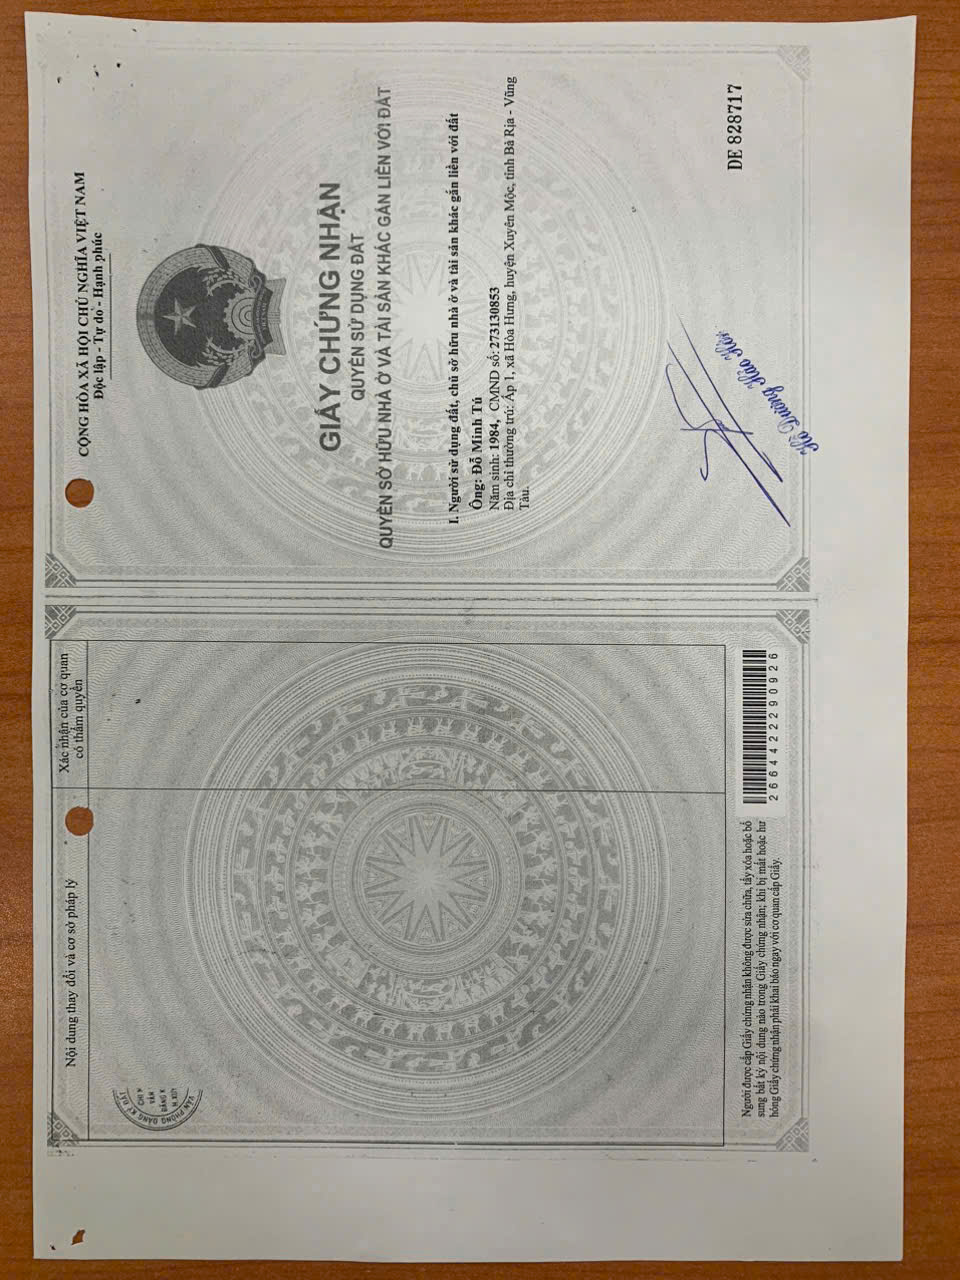 Nội dung thay đổi và cơ sở pháp lý
Xác nhận của cơ quan
có thẩm quyền
Người được cấp Giấy chứng nhận không được sửa chữa, tẩy xóa hoặc bổ
sung bất kỳ nội dung nào trong Giấy chứng nhận; khi bị mất hoặc hư
hỏng Giấy chứng nhận phải khai báo ngay với cơ quan cấp Giấy.
2664422290926
CỘNG HÒA XÃ HỘI CHỦ NGHĨA VIỆT NAM
Độc lập - Tự do - Hạnh phúc
GIẤY CHỨNG NHẬN
QUYỀN SỬ DỤNG ĐẤT
QUYỀN SỞ HỮU NHÀ Ở VÀ TÀI SẢN KHÁC GẮN LIỀN VỚI ĐẤT
I. Người sử dụng đất, chủ sở hữu nhà ở và tài sản khác gắn liền với đất
Ông: Đỗ Minh Tú
Năm sinh: 1984, CMND số: 273130853
Địa chỉ thường trú: Ấp 1, xã Hòa Hưng, huyện Xuyên Mộc, tỉnh Bà Rịa - Vũng
Tàu.
DE 828717